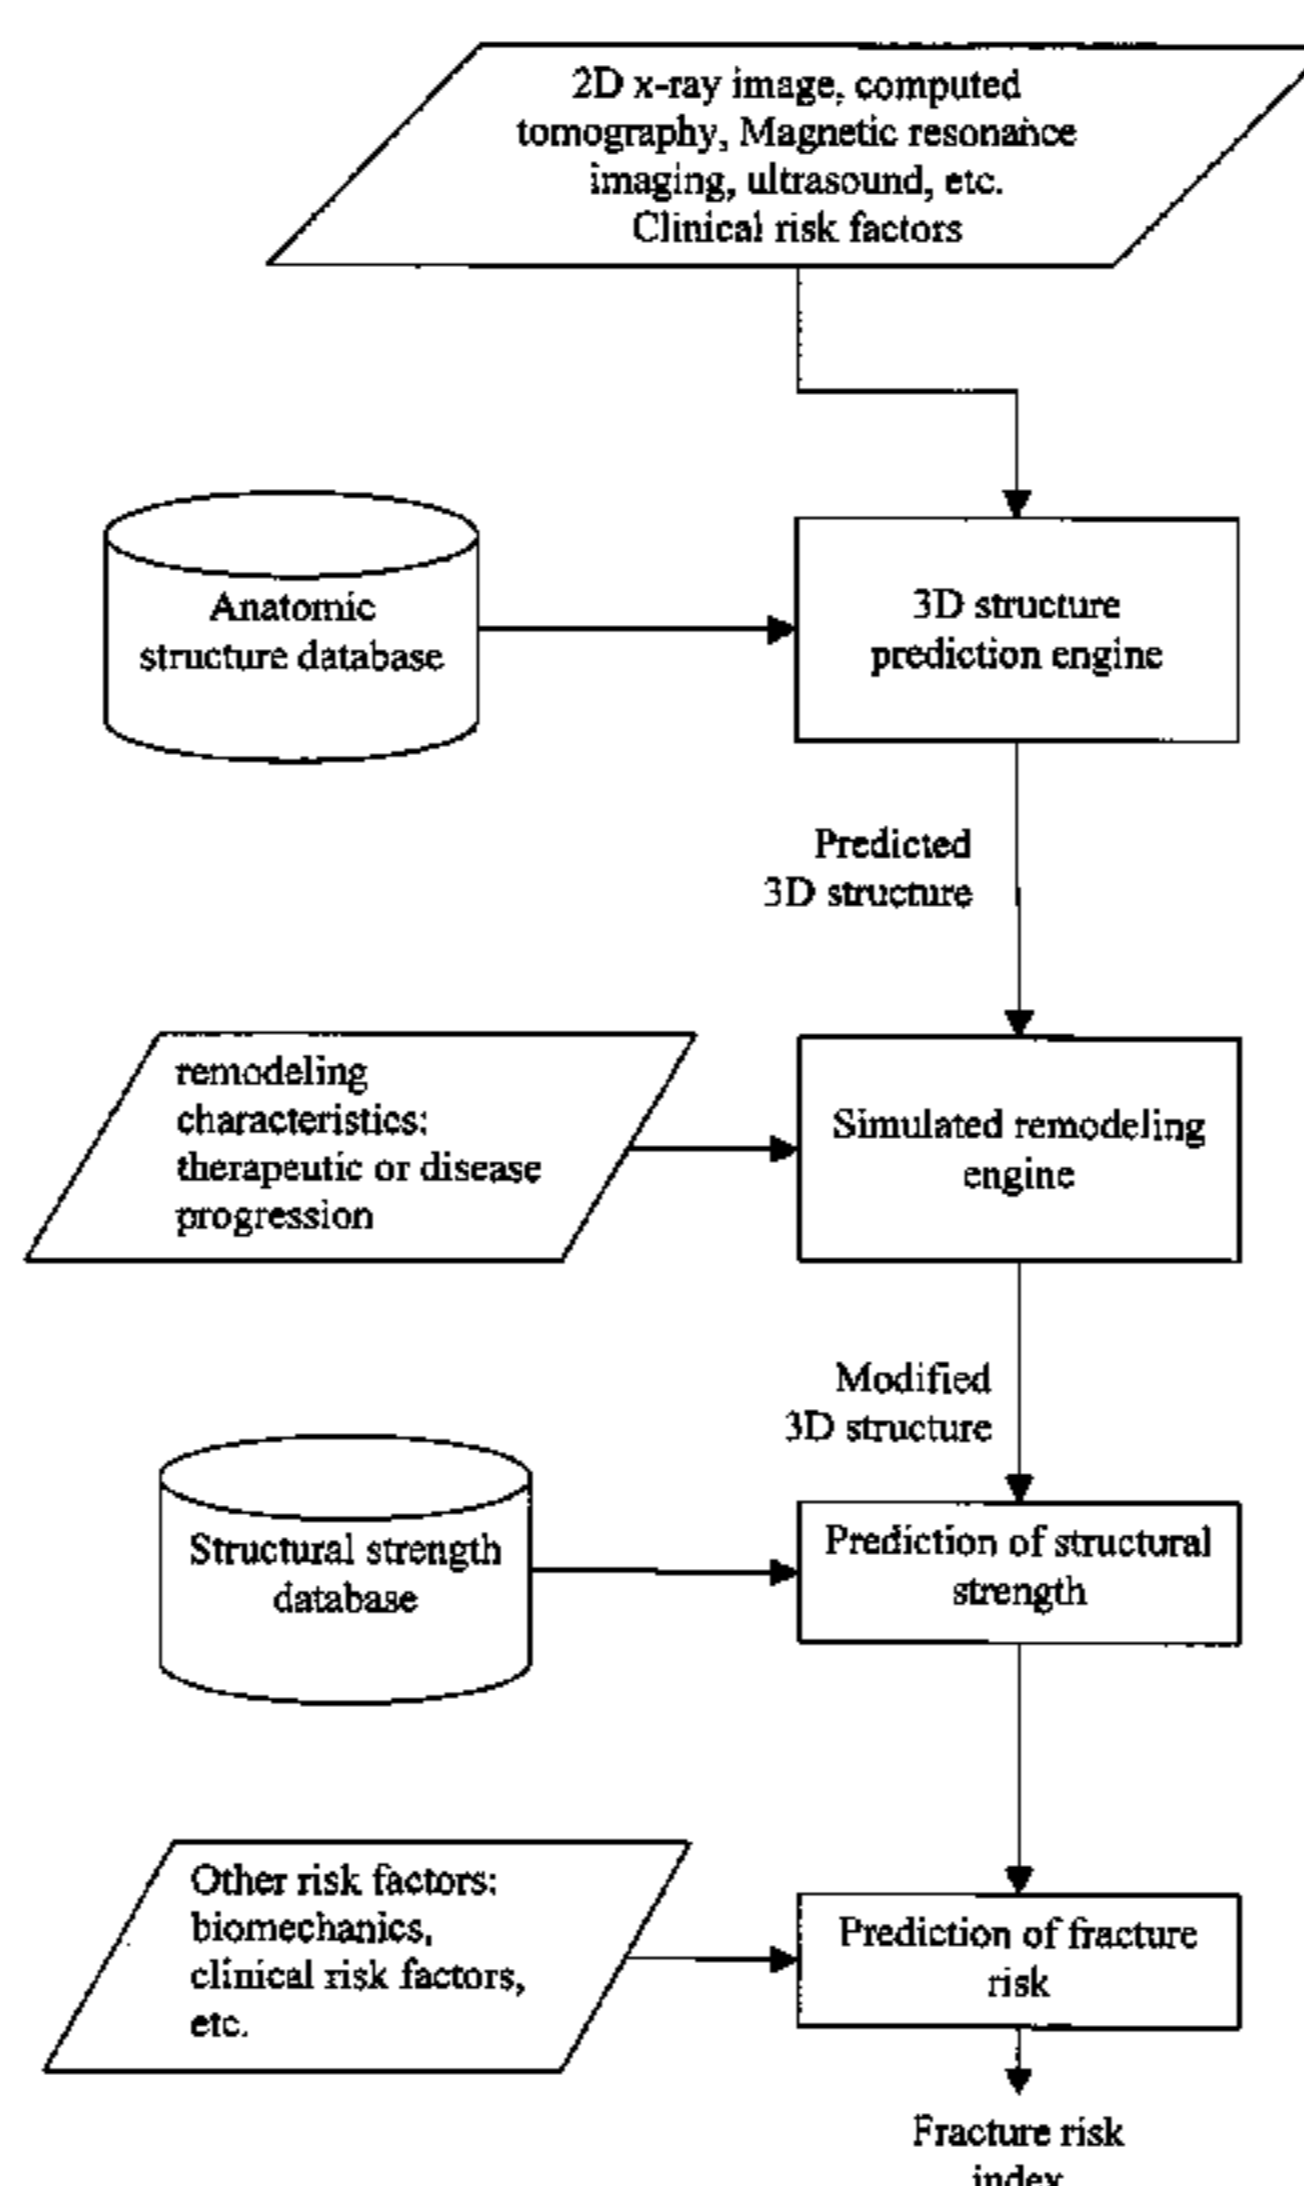 2D x-ray image, computed
tomography, Magnetic resonance
imaging, ultrasound, etc.
Clinical risk factors
Anatomic
structure database
3D structure
prediction engine
Predicted
3D structure
remodeling
characteristics:
therapeutic or disease
progression
Simulated remodeling
engine
Modified
3D structure
Structural strength
database
Prediction of structural
strength
Other risk factors:
biomechanics,
clinical risk factors,
etc.
Prediction of fracture
risk
Fracture risk
index